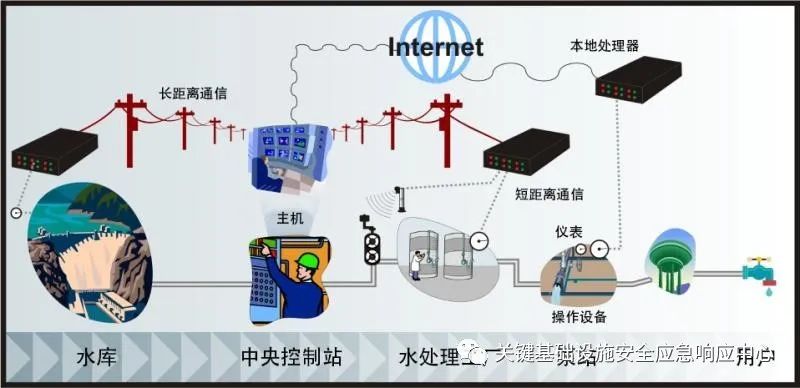 Internet
本地处理器
长距离通信
短距离通信
主机
仪表
操作设备
水库
中央控制站
水处理工厂
泵站
用户
关键基础设施安全应急响应中心